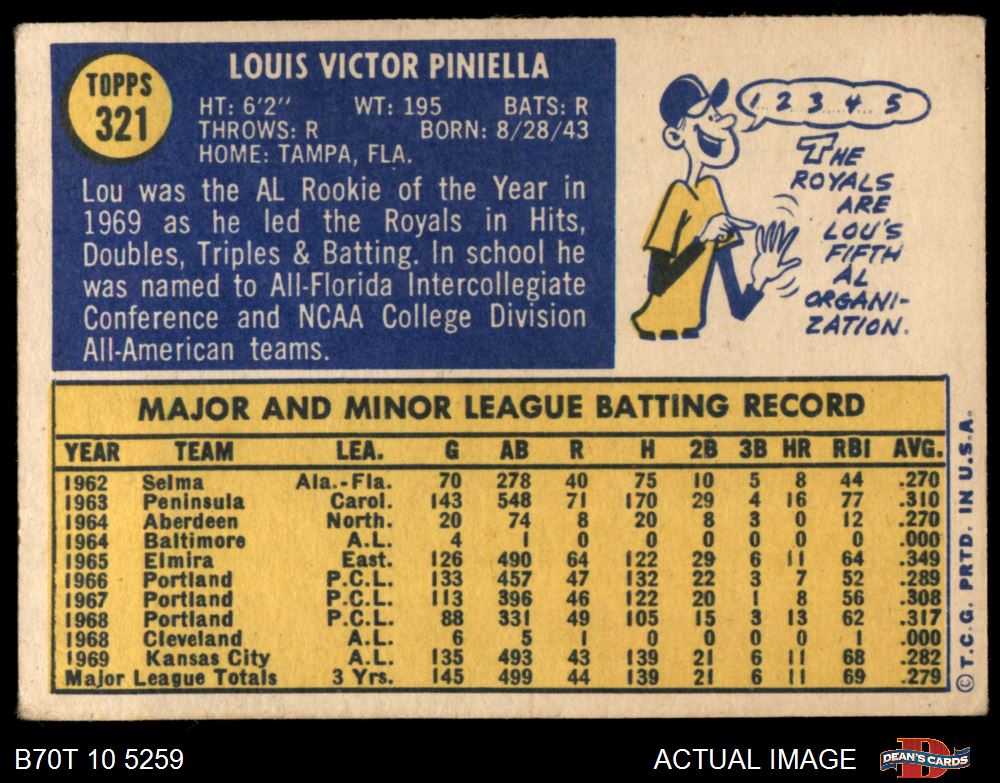 TOPPS
321
LOUIS VICTOR PINIELLA
HT: 6'2" WT: 195 BATS: R
THROWS: R BORN: 8/28/43
HOME: TAMPA, FLA.
Lou was the AL Rookie of the Year in
1969 as he led the Royals in Hits,
Doubles, Triples & Batting. In school he
was named to All-Florida Intercollegiate
Conference and NCAA College Division
All-American teams.
1 2 3 4 5
THE
ROYALS
ARE
LOU'S
FIFTH
AL
ORGANI-
ZATION.
MAJOR AND MINOR LEAGUE BATTING RECORD
YEAR TEAM LEA. G AB R H 2B 3B HR RBI AVG.
1962 Selma Ala.-Fla. 70 278 40 75 10 5 8 44 .270
1963 Peninsula Carol. 143 548 71 170 29 4 16 77 .310
1964 Aberdeen North. 20 74 8 20 8 3 0 12 .270
1964 Baltimore A.L. 4 1 0 0 0 0 0 0 .000
1965 Elmira East. 126 490 64 122 29 6 11 64 .349
1966 Portland P.C.L. 133 457 47 132 22 3 7 52 .289
1967 Portland P.C.L. 113 396 46 122 20 1 8 56 .308
1968 Portland P.C.L. 88 331 49 105 15 3 13 62 .317
1968 Cleveland A.L. 6 5 1 0 0 0 0 1 .000
1969 Kansas City A.L. 135 493 43 139 21 6 11 68 .282
Major League Totals 3 Yrs. 145 499 44 139 21 6 11 69 .279
© T.C.G. PRTD. IN U.S.A.
B70T 10 5259
ACTUAL IMAGE
DEAN'S CARDS